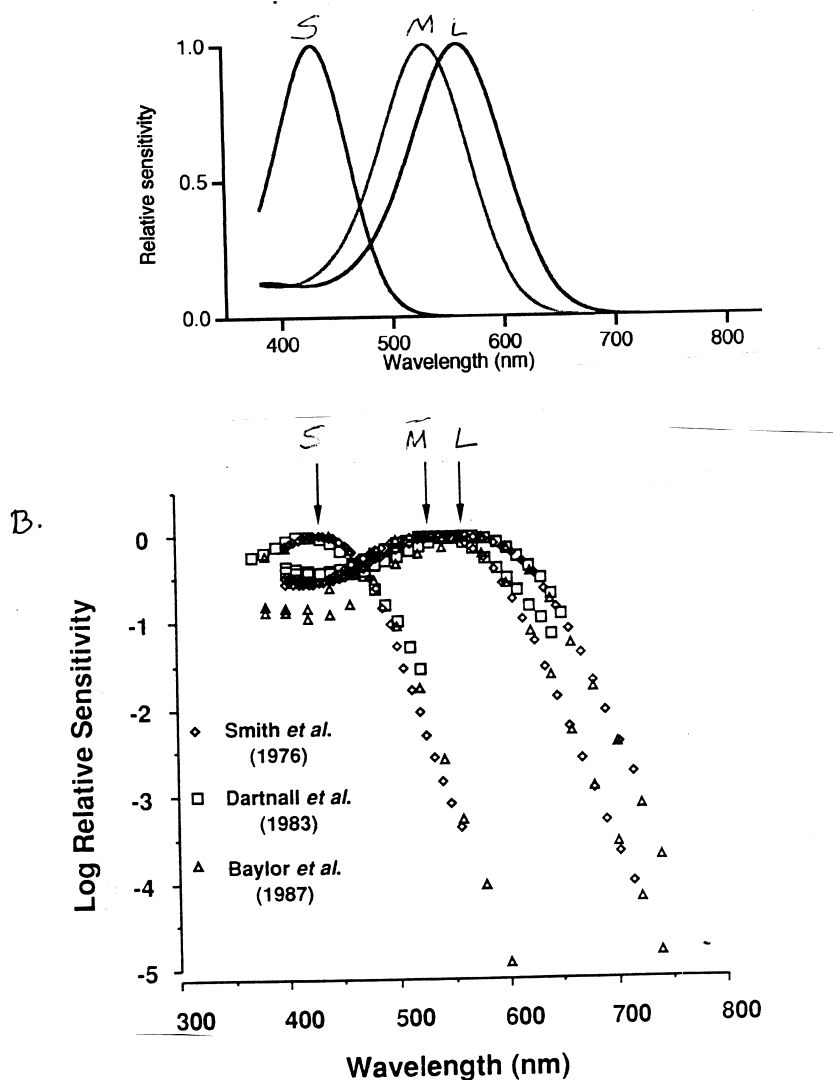 S M L
1.0
0.5
0.0
Relative sensitivity
400 500 600 700 800
Wavelength (nm)
S M L
B.
0
-1
-2
-3
-4
-5
Log Relative Sensitivity
Smith et al.
(1976)
Dartnall et al.
(1983)
Baylor et al.
(1987)
300 400 500 600 700 800
Wavelength (nm)